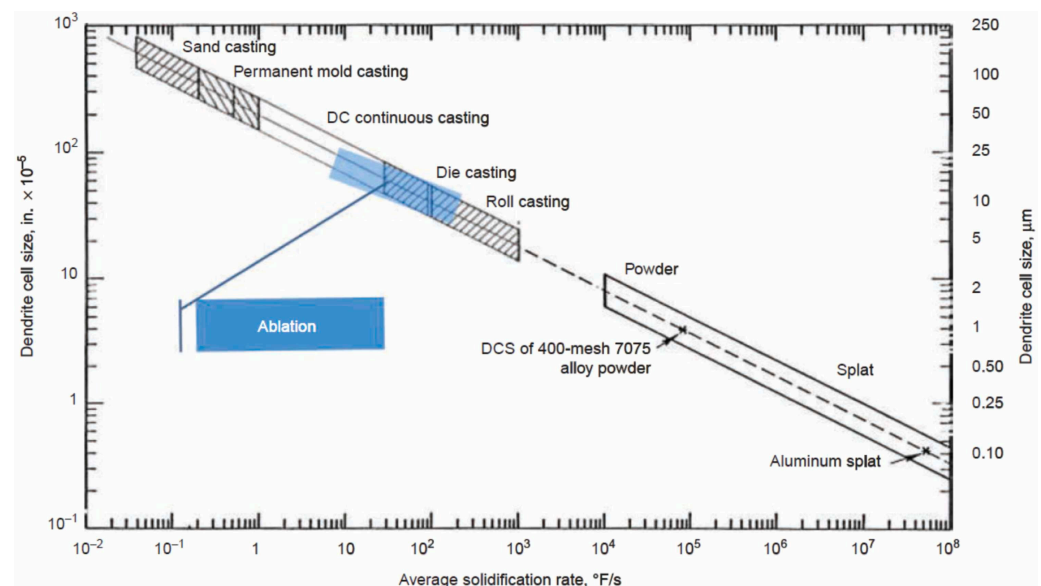 Sand casting
Permanent mold casting
DC continuous casting
Die casting
Roll casting
Powder
DCS of 400-mesh 7075
alloy powder
Splat
Aluminum splat
Ablation
Dendrite cell size, in. × 10⁻⁵
10³
10²
10
1
10⁻¹
Dendrite cell size, μm
250
100
50
25
10
5
2
1
0.50
0.25
0.10
10⁻² 10⁻¹ 1 10 10² 10³ 10⁴ 10⁵ 10⁶ 10⁷ 10⁸
Average solidification rate, °F/s